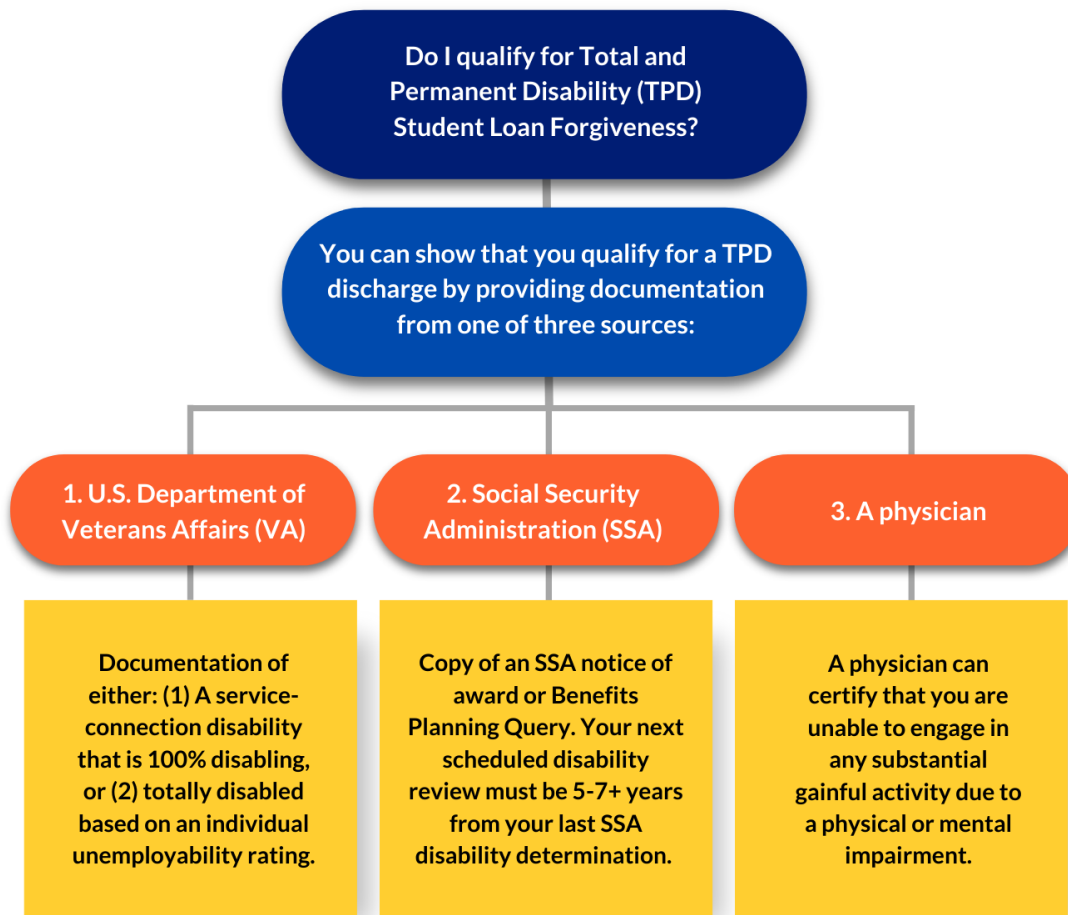 Do I qualify for Total and
Permanent Disability (TPD)
Student Loan Forgiveness?
You can show that you qualify for a TPD
discharge by providing documentation
from one of three sources:
1. U.S. Department of
Veterans Affairs (VA)
2. Social Security
Administration (SSA)
3. A physician
Documentation of
either: (1) A service-
connection disability
that is 100% disabling,
or (2) totally disabled
based on an individual
unemployability rating.
Copy of an SSA notice of
award or Benefits
Planning Query. Your next
scheduled disability
review must be 5-7+ years
from your last SSA
disability determination.
A physician can
certify that you are
unable to engage in
any substantial
gainful activity due to
a physical or mental
impairment.